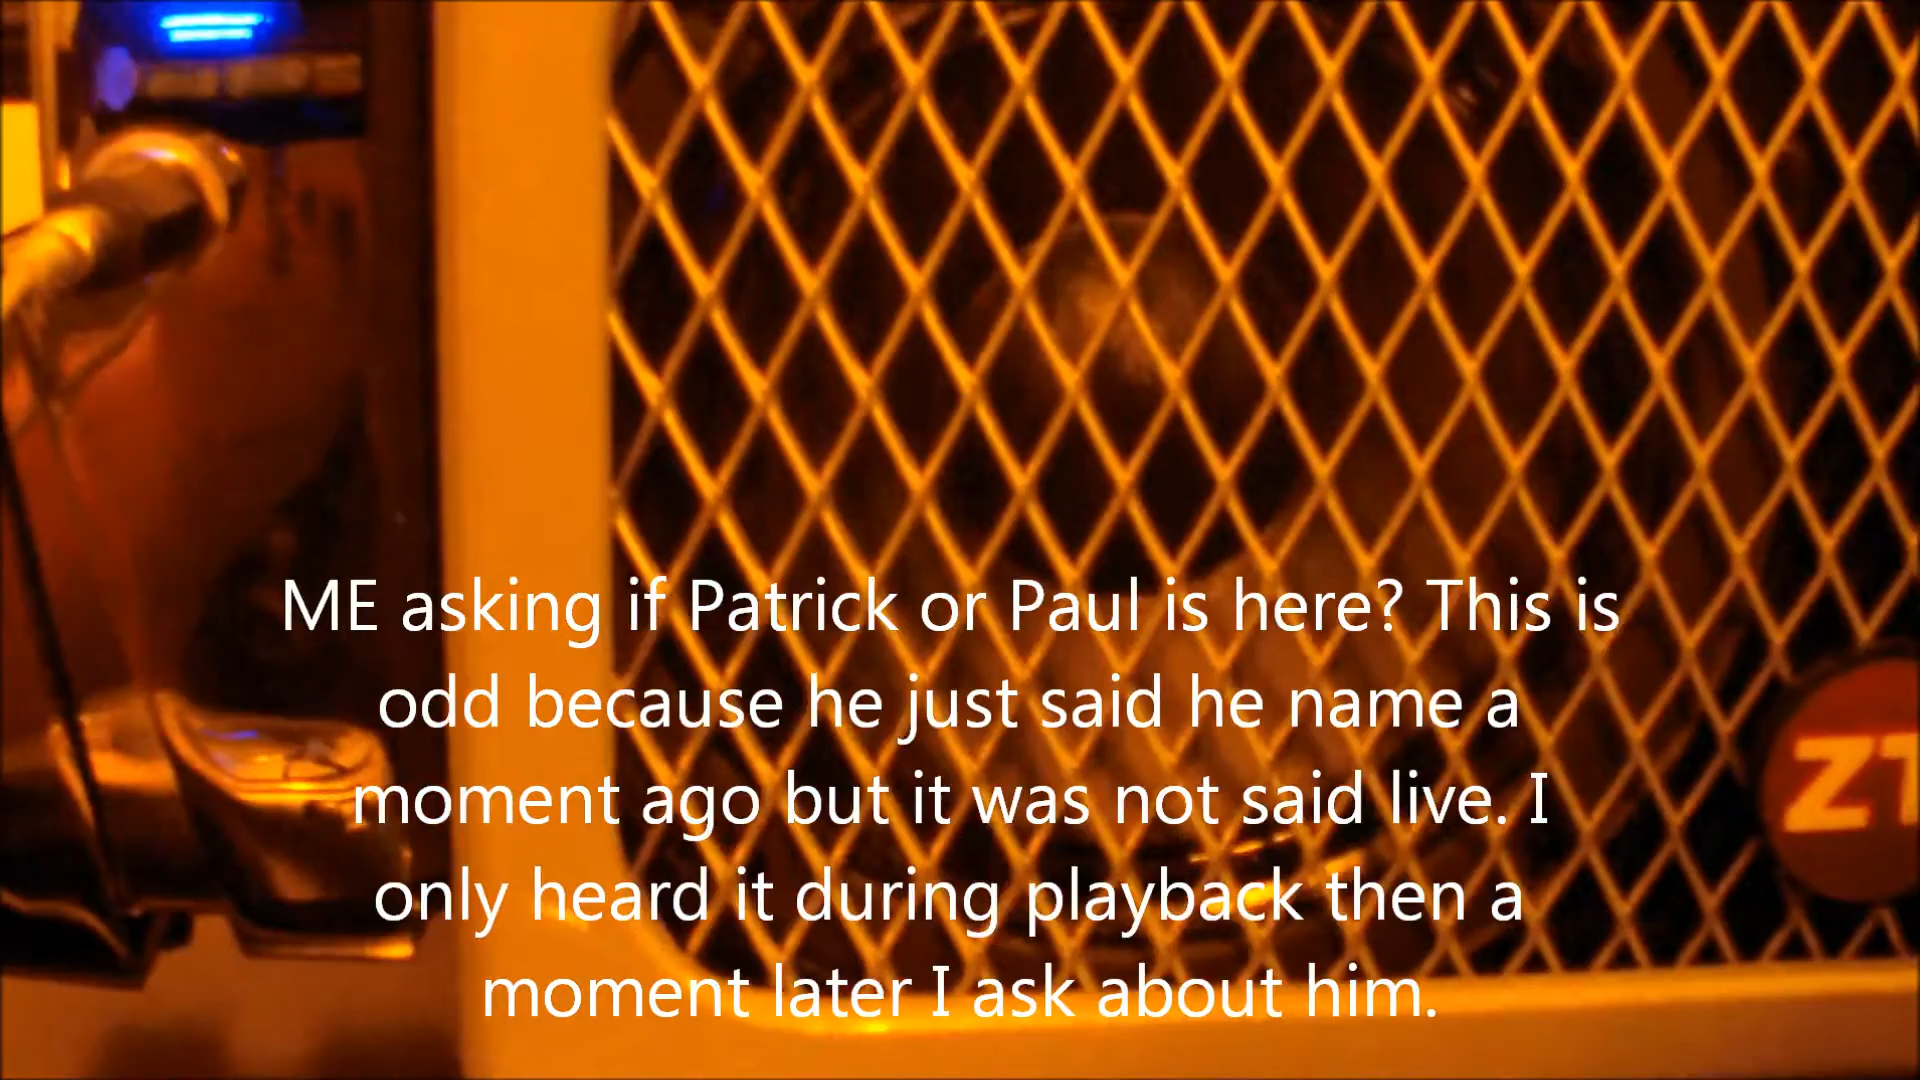 ME asking if Patrick or Paul is here? This is
odd because he just said he name a
moment ago but it was not said live. I
only heard it during playback then a
moment later I ask about him.
ZT